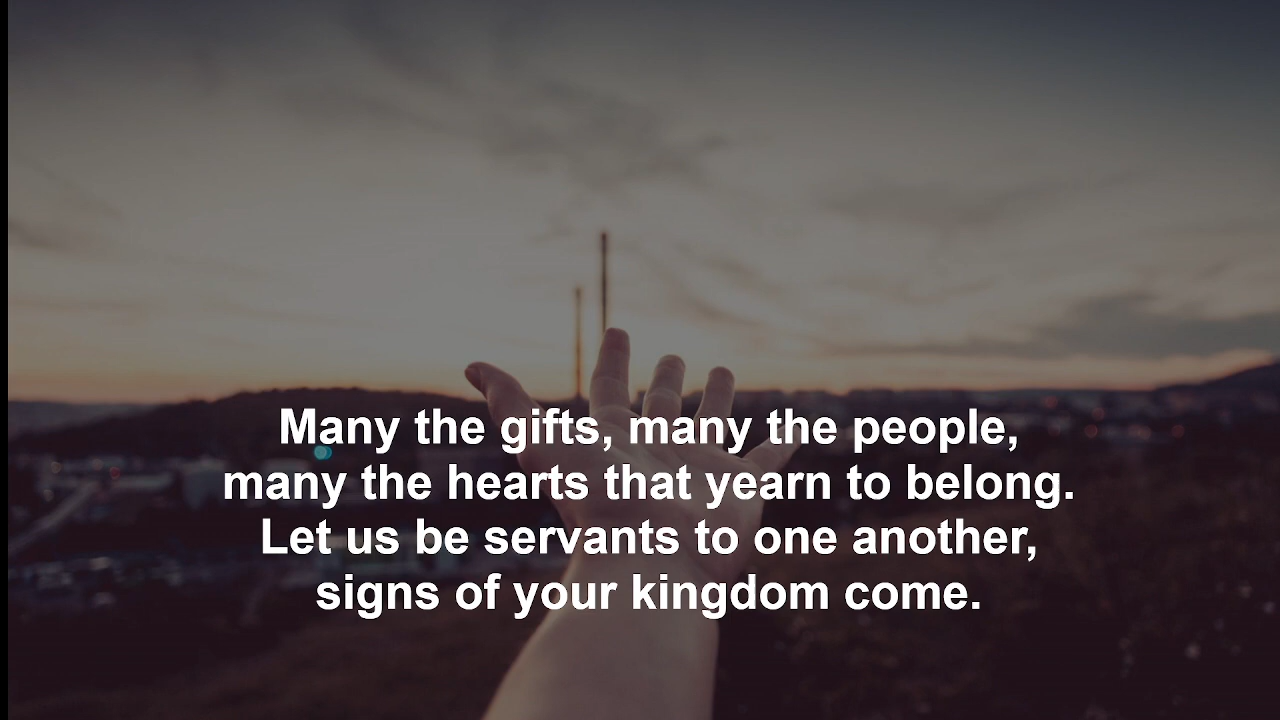 Many the gifts, many the people,
many the hearts that yearn to belong.
Let us be servants to one another,
signs of your kingdom come.